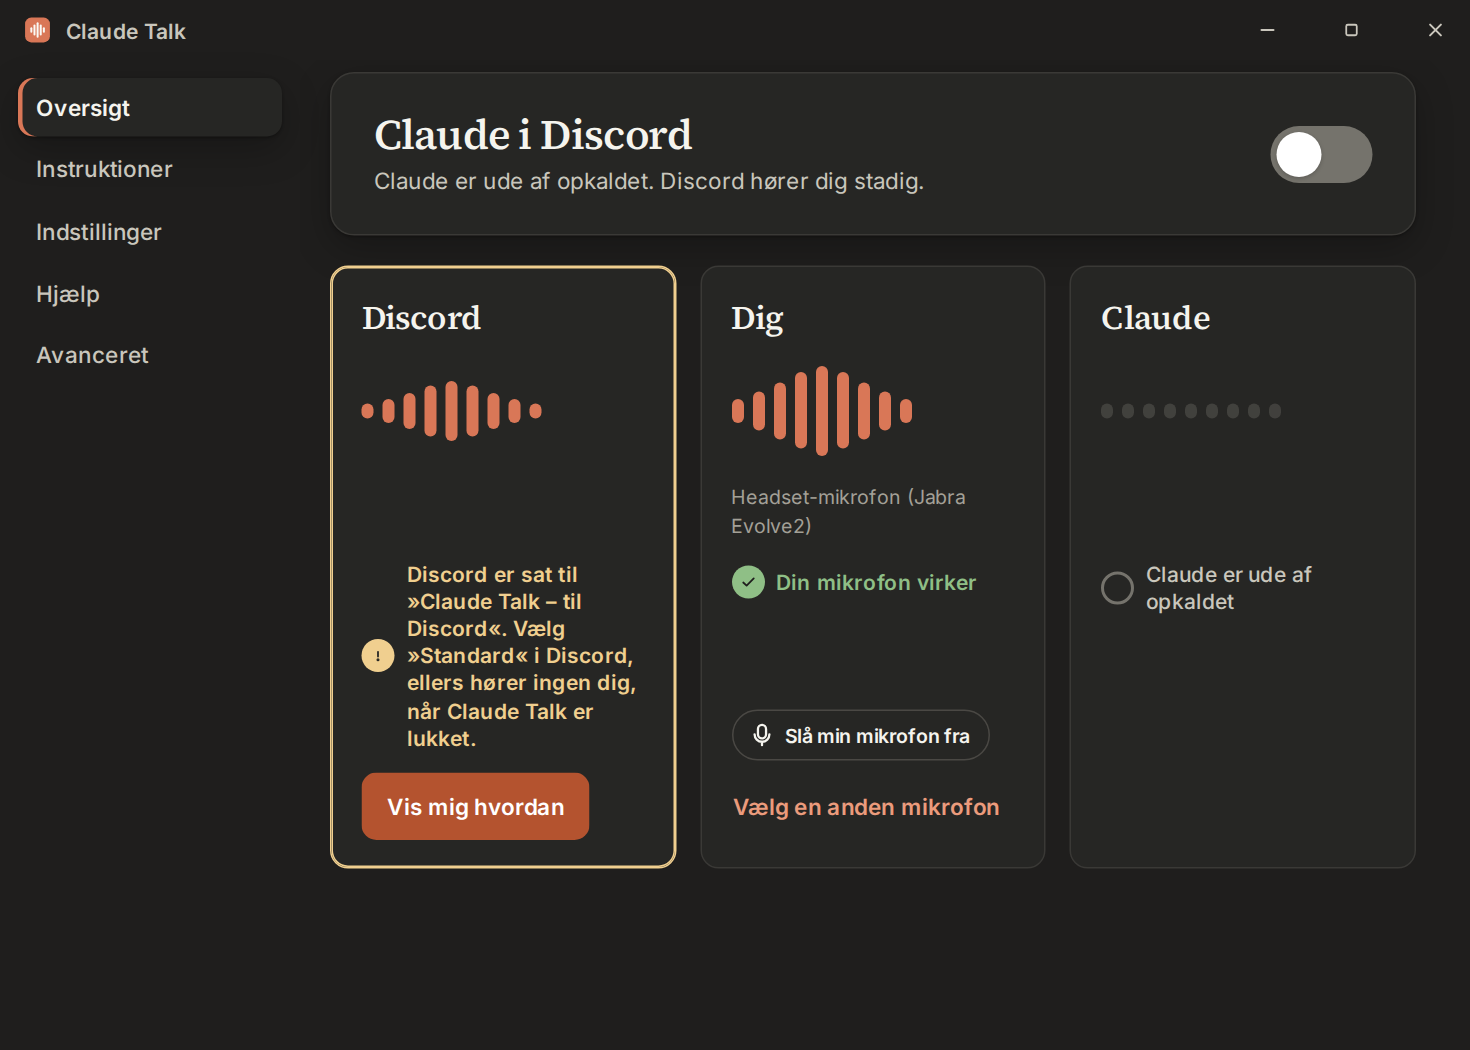 Claude Talk
Oversigt
Instruktioner
Indstillinger
Hjælp
Avanceret
Claude i Discord
Claude er ude af opkaldet. Discord hører dig stadig.
Discord
Discord er sat til
»Claude Talk – til
Discord«. Vælg
»Standard« i Discord,
ellers hører ingen dig,
når Claude Talk er
lukket.
Vis mig hvordan
Dig
Headset-mikrofon (Jabra
Evolve2)
Din mikrofon virker
Slå min mikrofon fra
Vælg en anden mikrofon
Claude
Claude er ude af
opkaldet